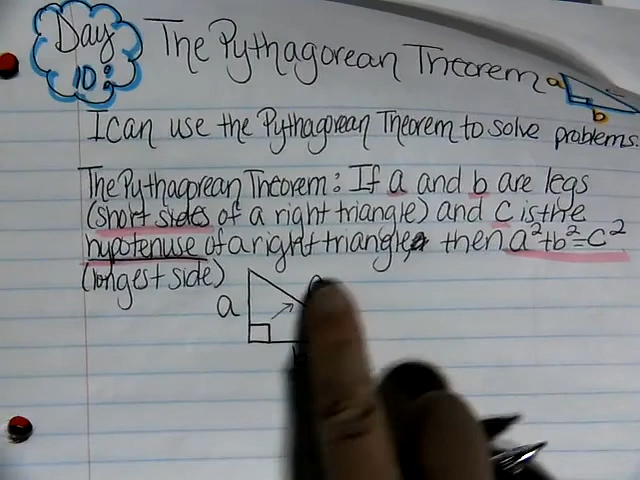 Day The Pythagorean Theorem a
10: b
I can use the Pythagorean Theorem to solve problems.
The Pythagorean Theorem: If a and b are legs
(short sides of a right triangle) and c is the
hypotenuse of a right triangle, then a²+b²=c²
(longest side)
a